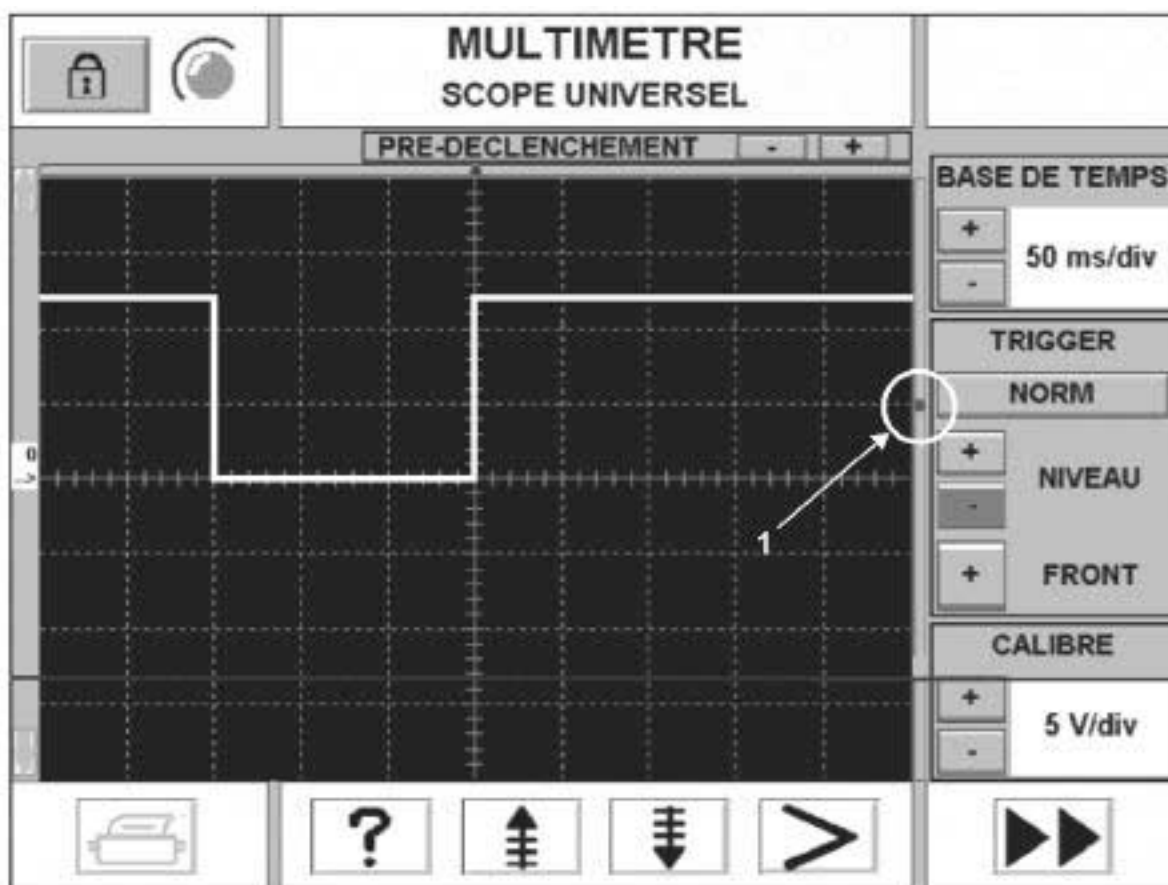 MULTIMETRE
SCOPE UNIVERSEL
PRE-DECLENCHEMENT - +
BASE DE TEMPS
+
50 ms/div
-
TRIGGER
NORM
+
NIVEAU
-
+ FRONT
CALIBRE
+
5 V/div
-
0
1
?